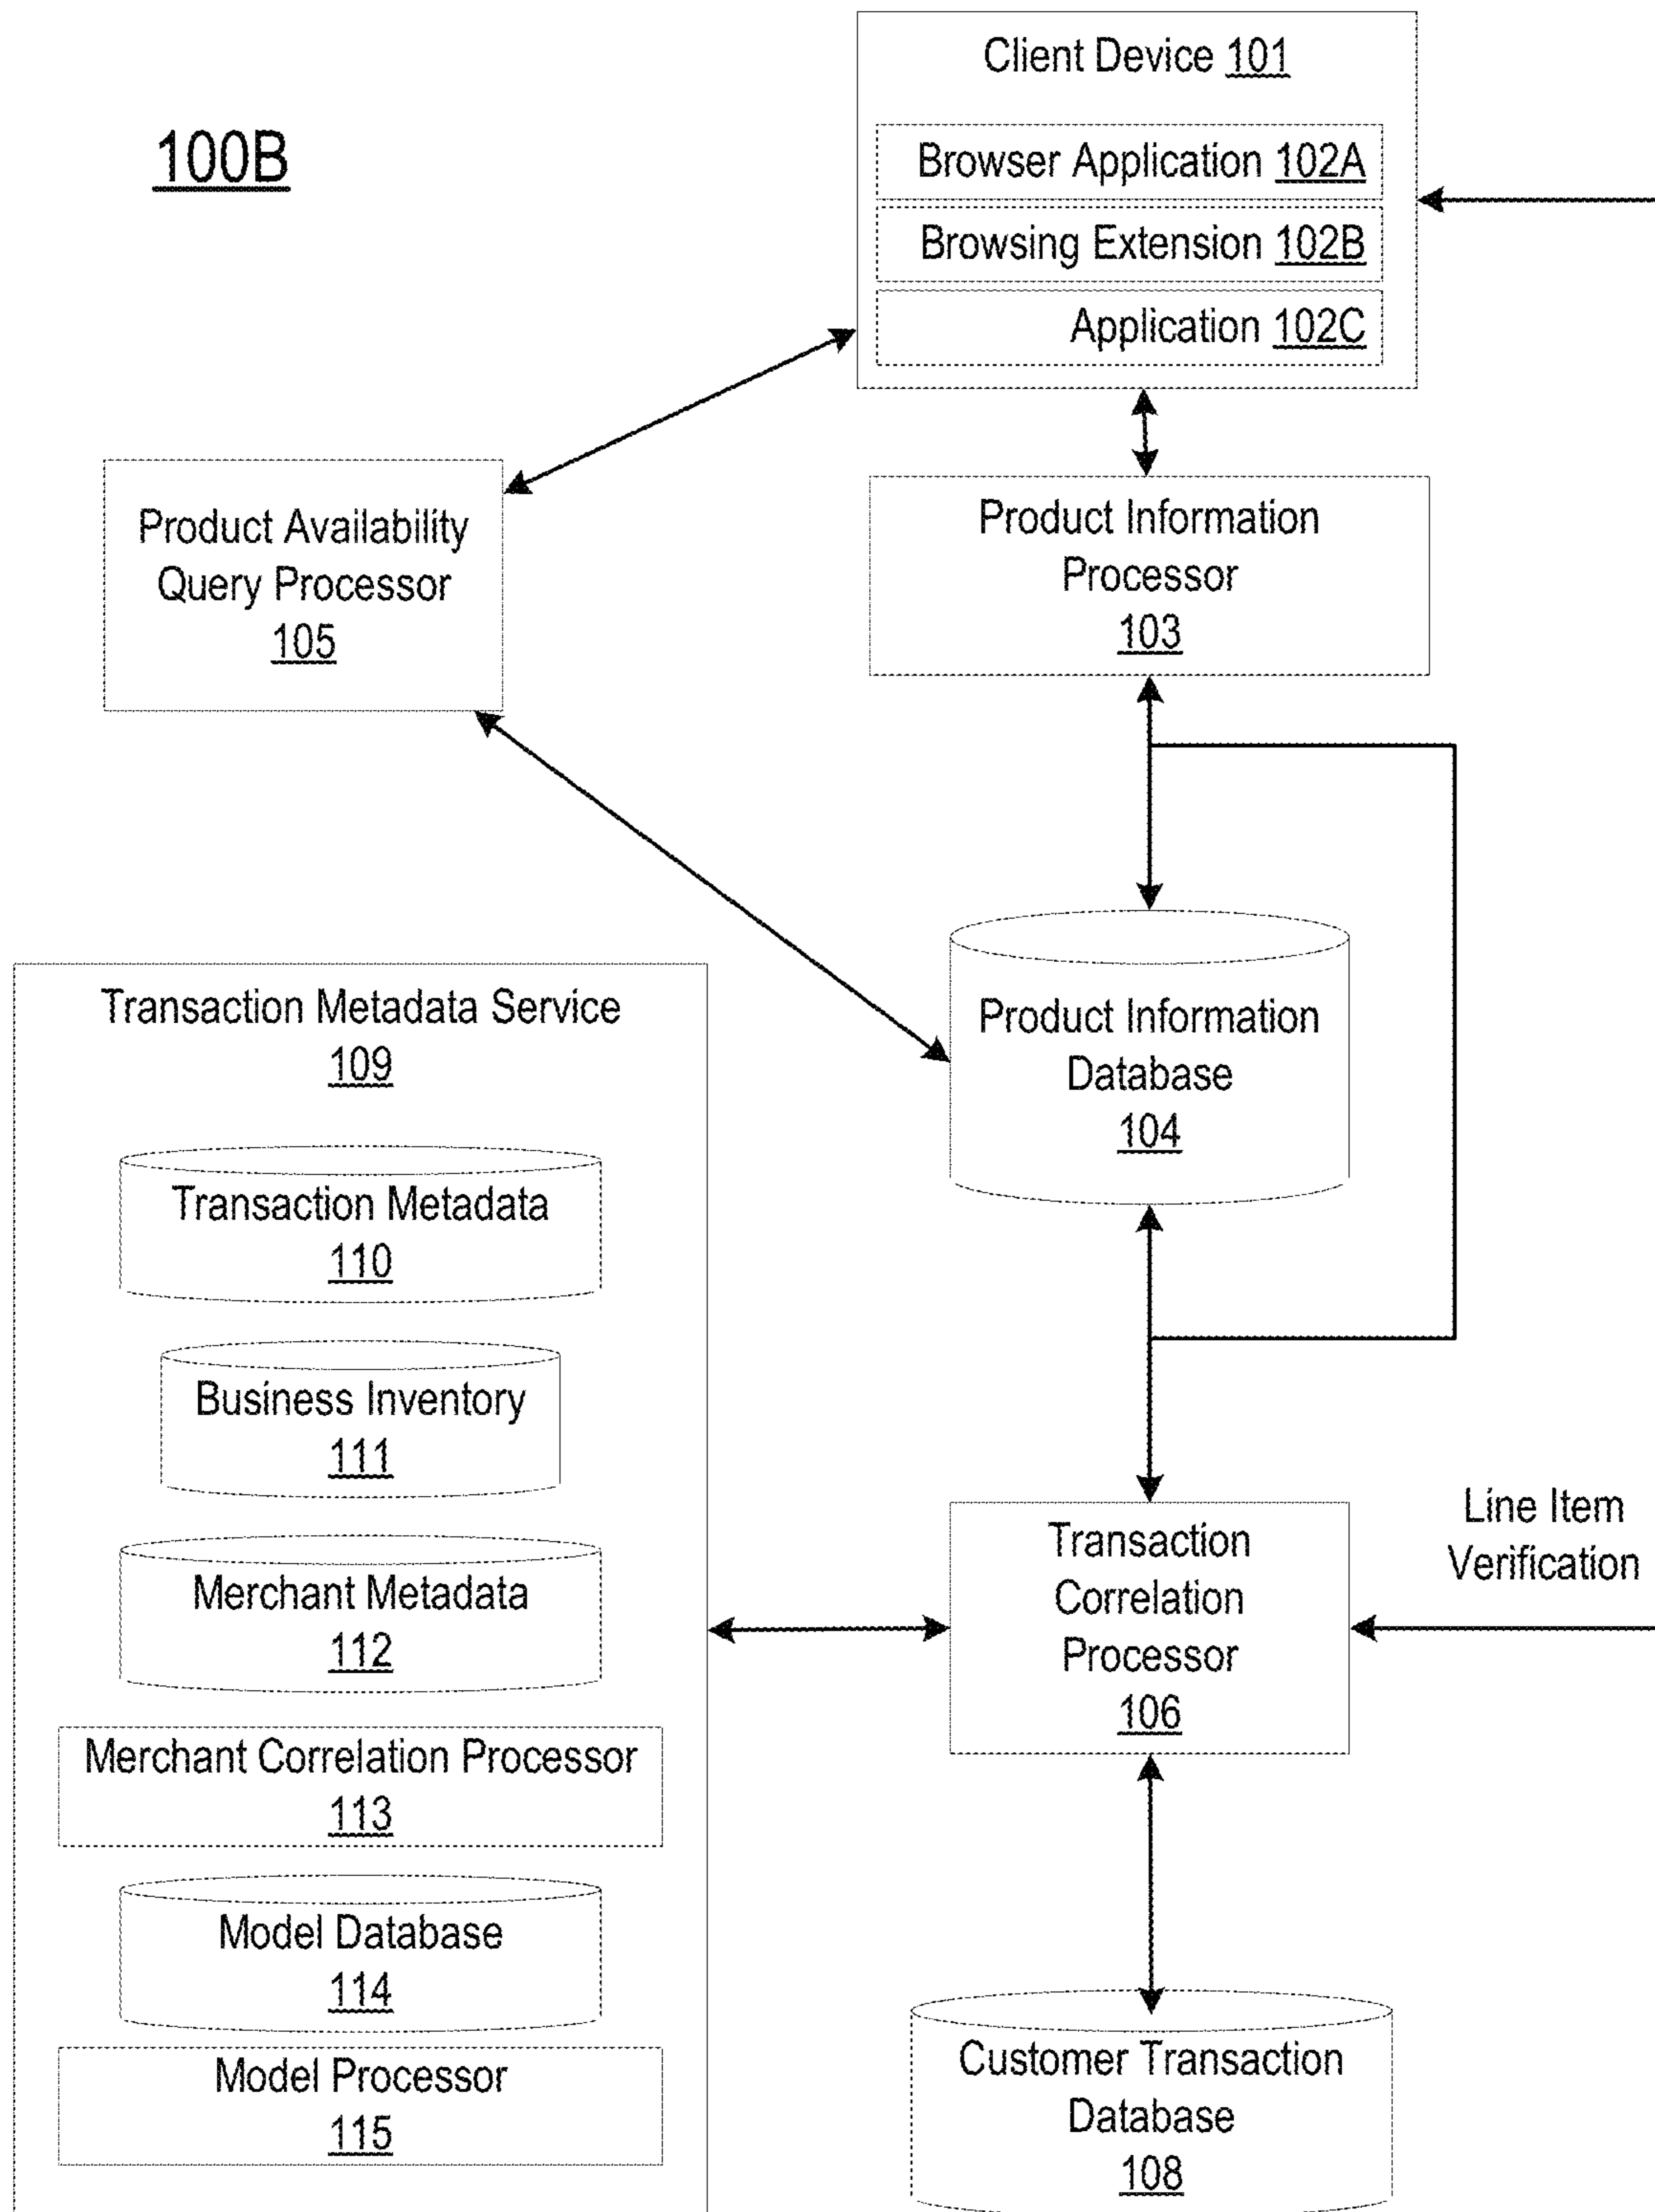 100B
Client Device 101
Browser Application 102A
Browsing Extension 102B
Application 102C
Product Availability
Query Processor
105
Product Information
Processor
103
Product Information
Database
104
Transaction Metadata Service
109
Transaction Metadata
110
Business Inventory
111
Merchant Metadata
112
Merchant Correlation Processor
113
Model Database
114
Model Processor
115
Transaction
Correlation
Processor
106
Line Item
Verification
Customer Transaction
Database
108